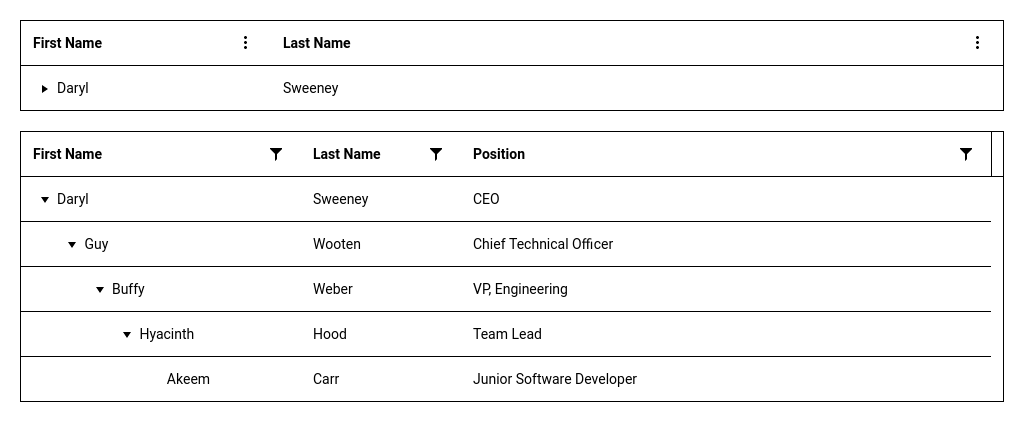 First Name Last Name
Daryl Sweeney
First Name Last Name Position
Daryl Sweeney CEO
Guy Wooten Chief Technical Officer
Buffy Weber VP, Engineering
Hyacinth Hood Team Lead
Akeem Carr Junior Software Developer